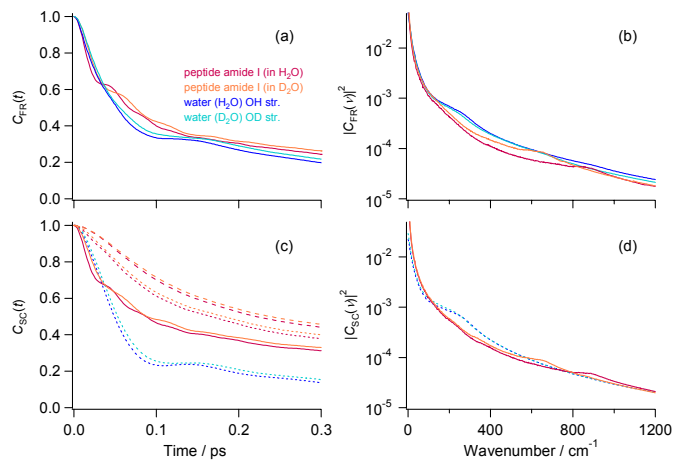 1.0
0.8
0.6
0.4
0.2
0.0
C_FR(t)
(a)
peptide amide I (in H₂O)
peptide amide I (in D₂O)
water (H₂O) OH str.
water (D₂O) OD str.
10⁻²
10⁻³
10⁻⁴
10⁻⁵
|C_FR(ν)|²
(b)
1.0
0.8
0.6
0.4
0.2
0.0
C_SC(t)
(c)
0.0
0.1
0.2
0.3
Time / ps
10⁻²
10⁻³
10⁻⁴
10⁻⁵
|C_SC(ν)|²
(d)
0
400
800
1200
Wavenumber / cm⁻¹